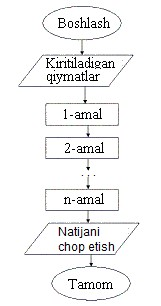 Boshlash
Kiritiladigan
qiymatlar
1-amal
2-amal
...
n-amal
Natijani
chop etish
Tamom